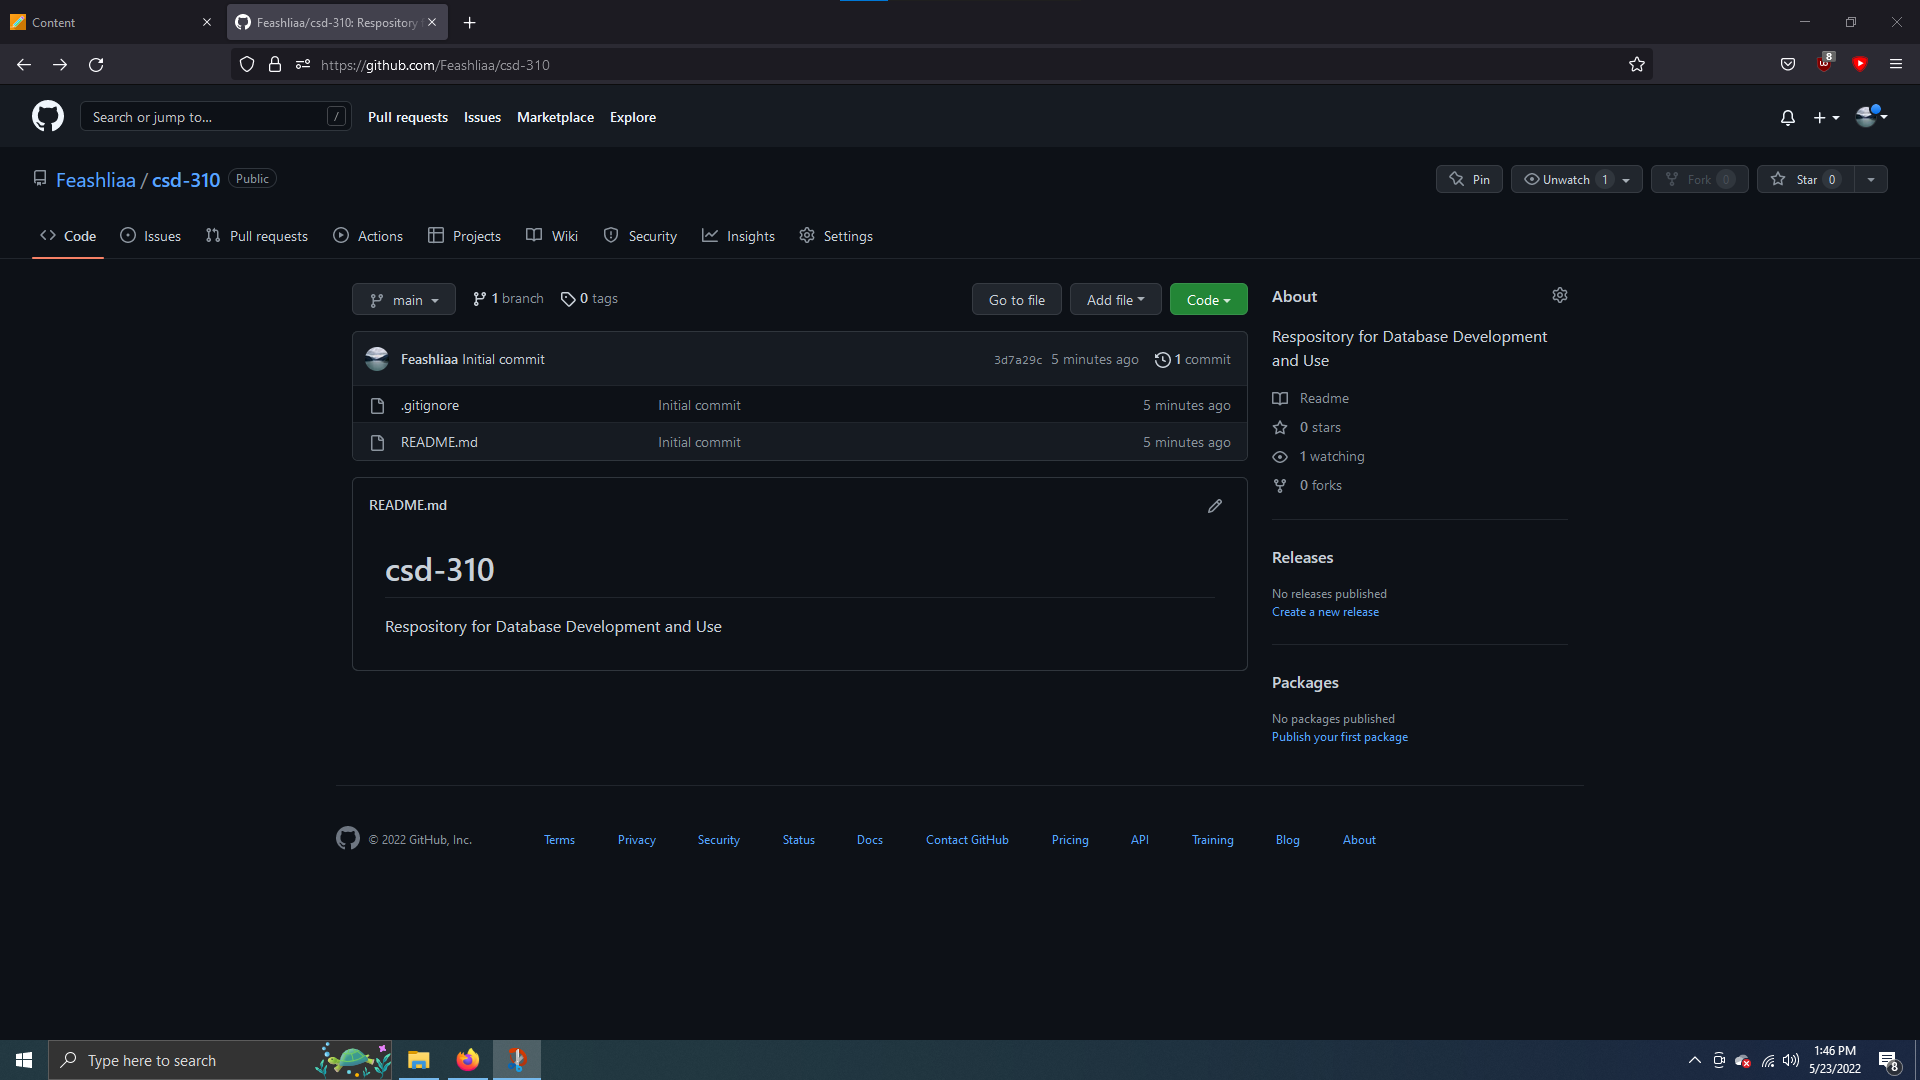 Content
Feashliaa/csd-310: Respository
https://github.com/Feashliaa/csd-310
8
Search or jump to...
/
Pull requests
Issues
Marketplace
Explore
Feashliaa / csd-310 Public
Pin
Unwatch 1
Fork 0
Star 0
Code
Issues
Pull requests
Actions
Projects
Wiki
Security
Insights
Settings
main
1 branch
0 tags
Go to file
Add file
Code
Feashliaa Initial commit
3d7a29c 5 minutes ago
1 commit
.gitignore Initial commit 5 minutes ago
README.md Initial commit 5 minutes ago
README.md
csd-310
Respository for Database Development and Use
About
Respository for Database Development
and Use
Readme
0 stars
1 watching
0 forks
Releases
No releases published
Create a new release
Packages
No packages published
Publish your first package
© 2022 GitHub, Inc.
Terms
Privacy
Security
Status
Docs
Contact GitHub
Pricing
API
Training
Blog
About
Type here to search
1:46 PM
5/23/2022
8